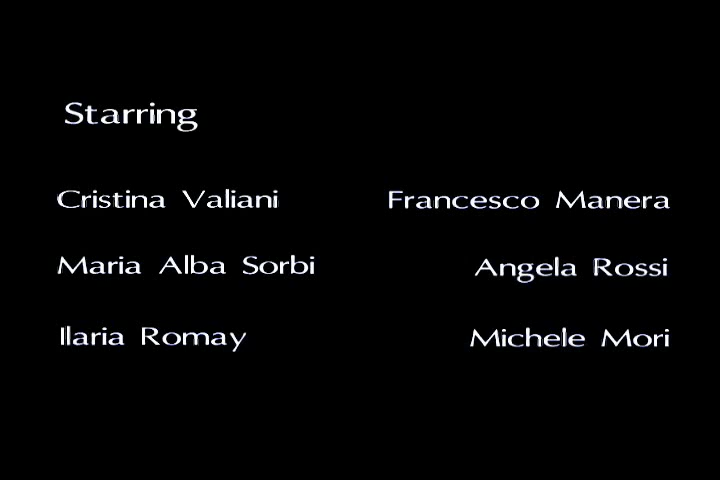 Starring
Cristina Valiani
Francesco Manera
Maria Alba Sorbi
Angela Rossi
Ilaria Romay
Michele Mori